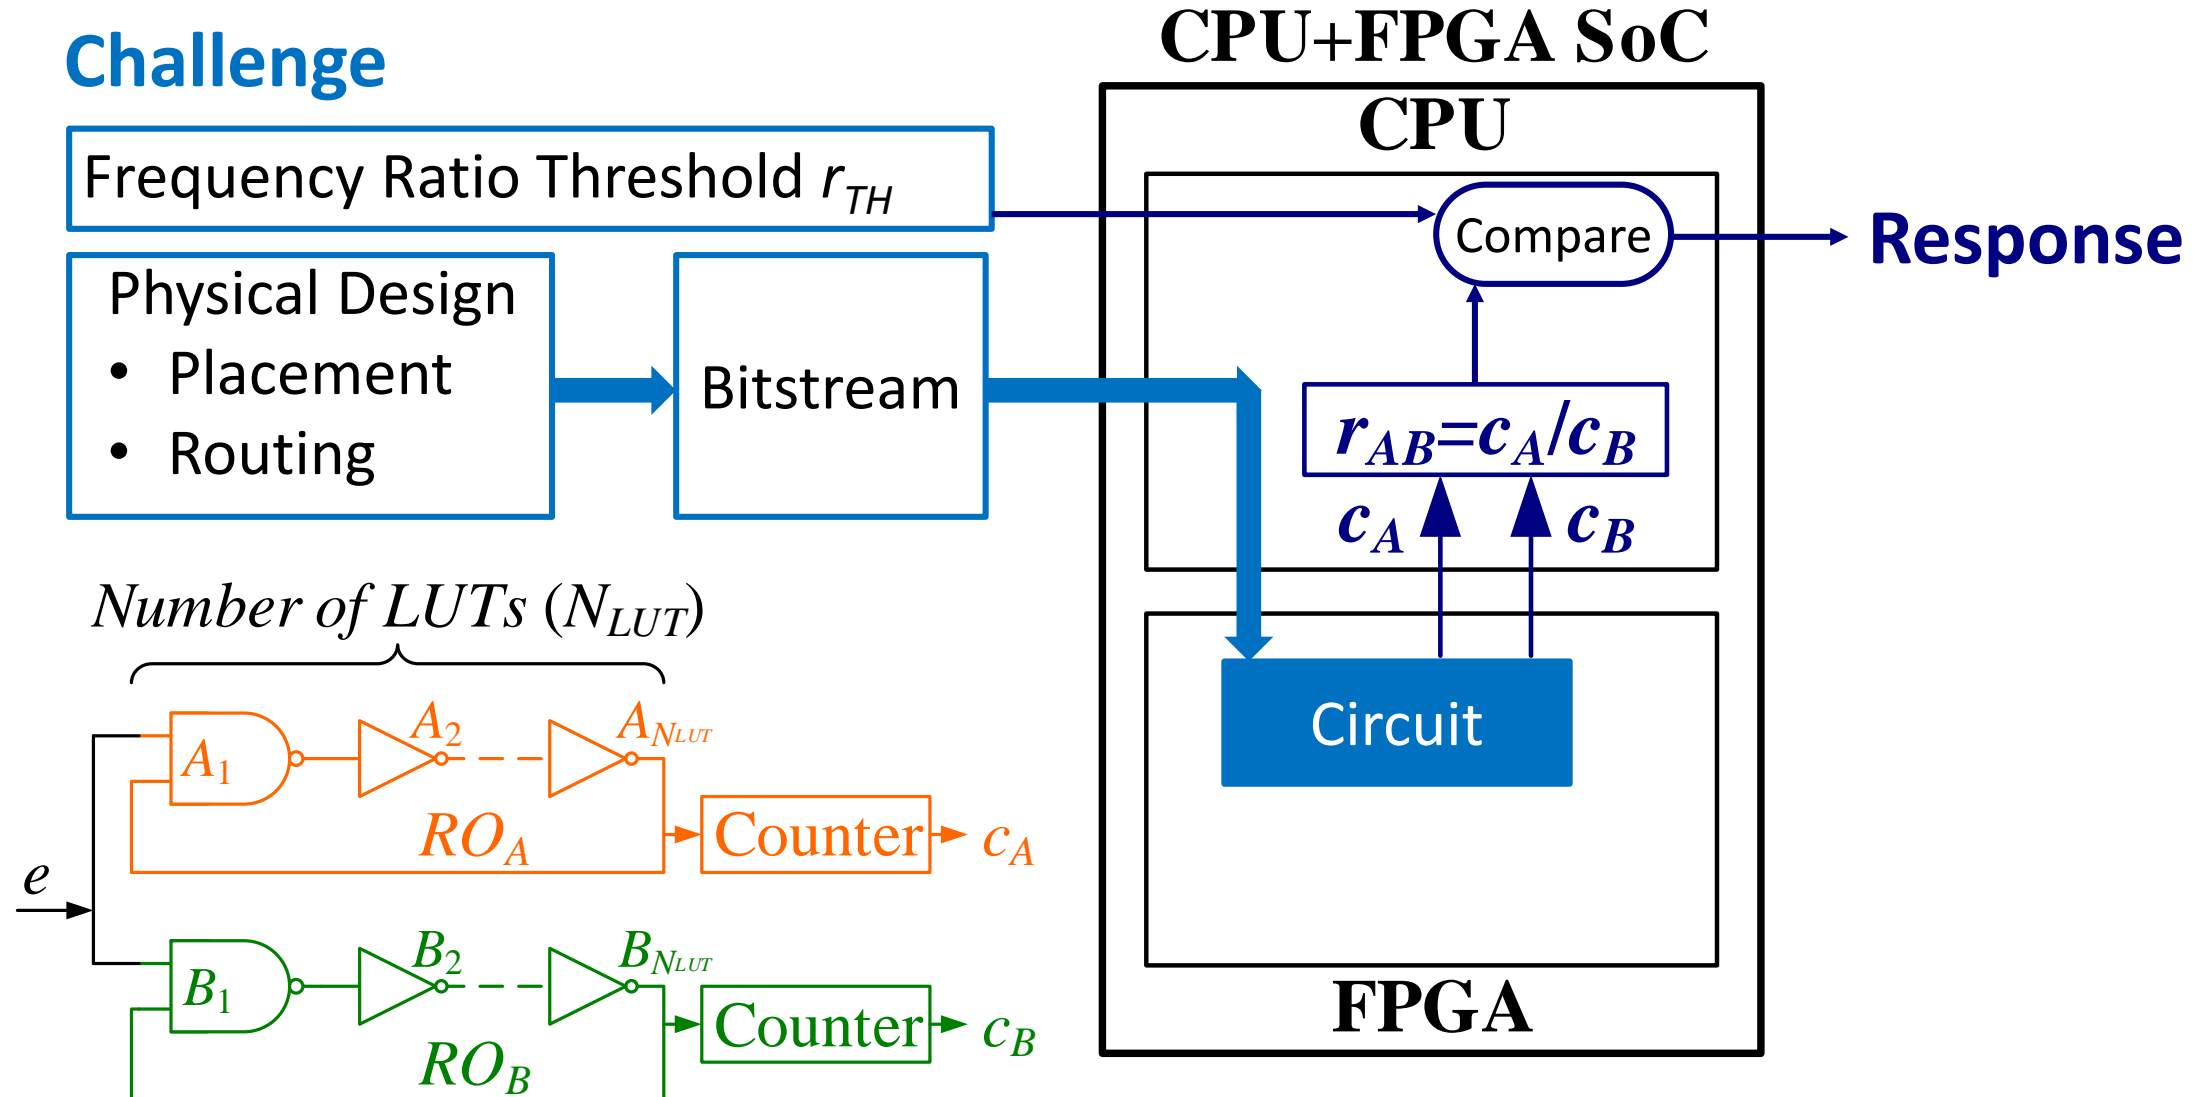 Challenge
Frequency Ratio Threshold r_TH
Physical Design
• Placement
• Routing
Bitstream
Number of LUTs (N_LUT)
A_1
A_2
A_N_LUT
RO_A
Counter
c_A
e
B_1
B_2
B_N_LUT
RO_B
Counter
c_B
CPU+FPGA SoC
CPU
Compare
Response
r_AB=c_A/c_B
c_A
c_B
Circuit
FPGA